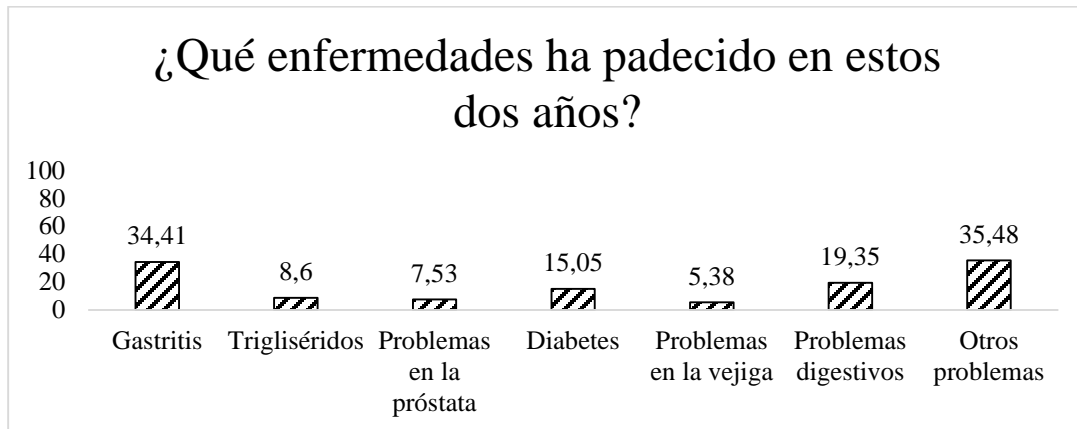 ¿Qué enfermedades ha padecido en estos
dos años?
100
80
60
40
20
0
34,41
8,6
7,53
15,05
5,38
19,35
35,48
Gastritis
Trigliséridos
Problemas
en la
próstata
Diabetes
Problemas
en la vejiga
Problemas
digestivos
Otros
problemas